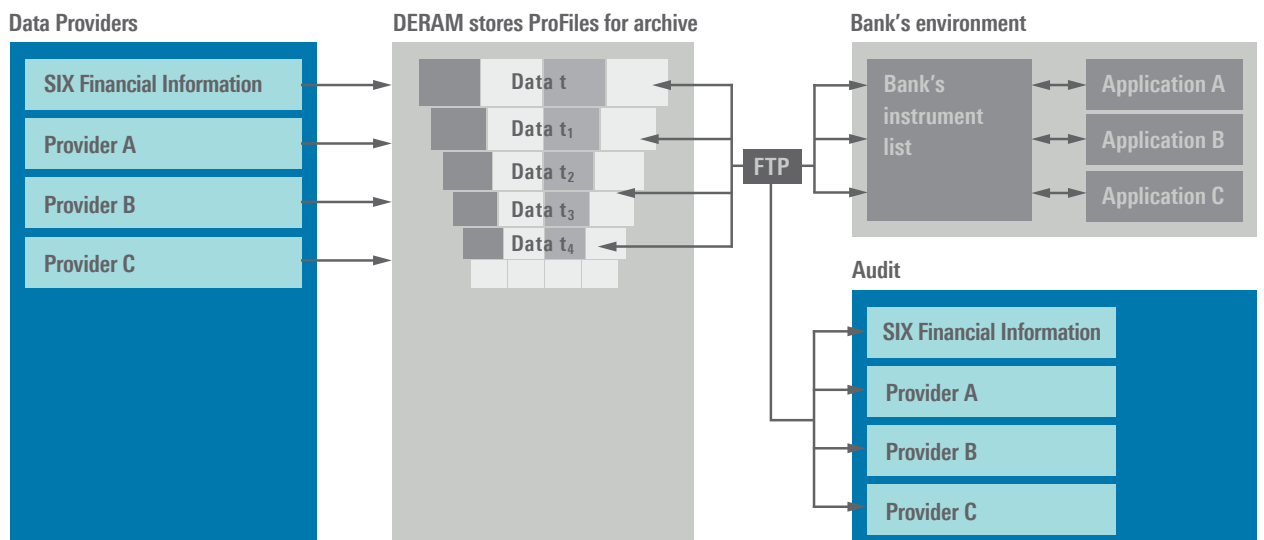 Data Providers
SIX Financial Information
Provider A
Provider B
Provider C
DERAM stores ProFiles for archive
Data t
Data t₁
Data t₂
Data t₃
Data t₄
FTP
Bank's environment
Bank's
instrument
list
Application A
Application B
Application C
Audit
SIX Financial Information
Provider A
Provider B
Provider C